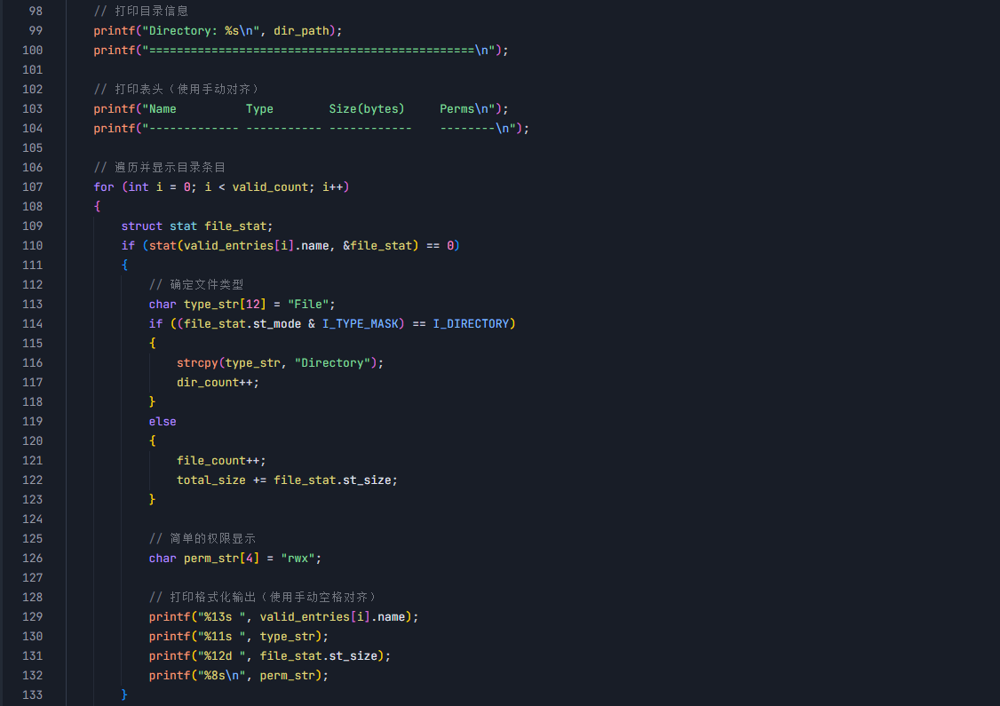 98 // 打印目录信息
99 printf("Directory: %s\n", dir_path);
100 printf("===============================================\n");
101
102 // 打印表头（使用手动对齐）
103 printf("Name          Type        Size(bytes)     Perms\n");
104 printf("------------- ----------- ------------    --------\n");
105
106 // 遍历并显示目录条目
107 for (int i = 0; i < valid_count; i++)
108 {
109     struct stat file_stat;
110     if (stat(valid_entries[i].name, &file_stat) == 0)
111     {
112         // 确定文件类型
113         char type_str[12] = "File";
114         if ((file_stat.st_mode & I_TYPE_MASK) == I_DIRECTORY)
115         {
116             strcpy(type_str, "Directory");
117             dir_count++;
118         }
119         else
120         {
121             file_count++;
122             total_size += file_stat.st_size;
123         }
124
125         // 简单的权限显示
126         char perm_str[4] = "rwx";
127
128         // 打印格式化输出（使用手动空格对齐）
129         printf("%13s ", valid_entries[i].name);
130         printf("%11s ", type_str);
131         printf("%12d ", file_stat.st_size);
132         printf("%8s\n", perm_str);
133     }